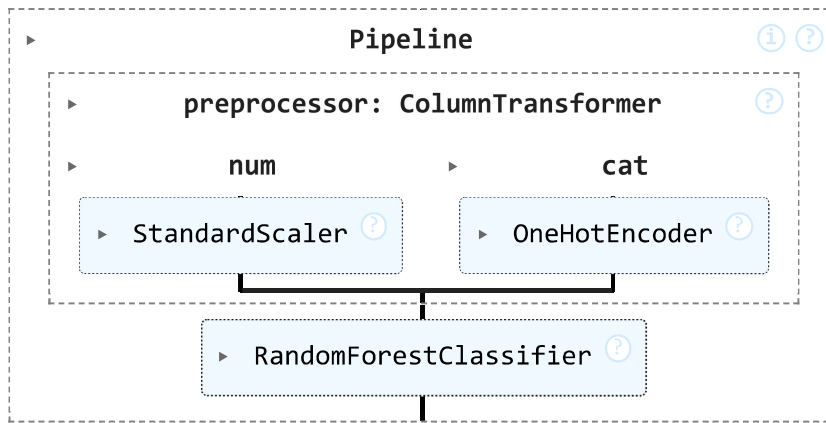 Pipeline
i ?
preprocessor: ColumnTransformer
?
num
cat
StandardScaler
?
OneHotEncoder
?
RandomForestClassifier
?